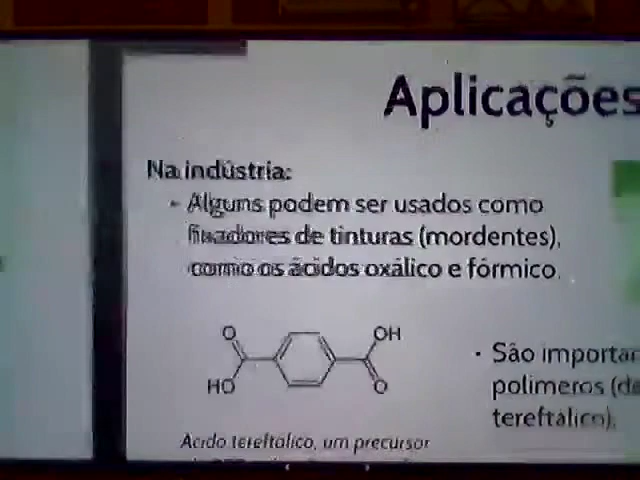 Aplicações
Na indústria:
- Alguns podem ser usados como
fixadores de tinturas (mordentes),
como os ácidos oxálico e fórmico.
O
OH
HO
O
• São importan
polímeros (de
tereftálico).
Ácido tereftálico, um precursor